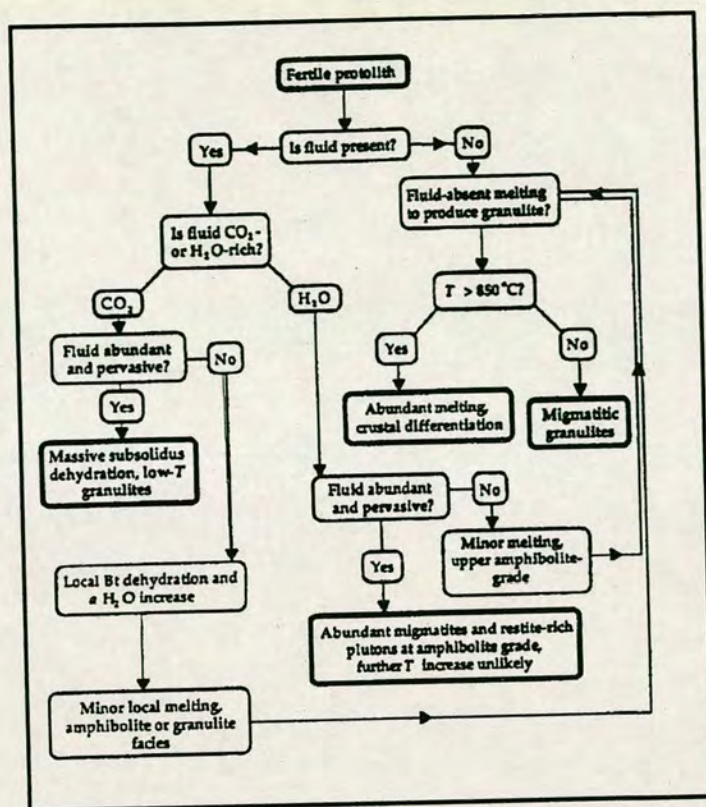 Fertile protolith
Is fluid present?
Yes
No
Fluid-absent melting
to produce granulite?
Is fluid CO₂-
or H₂O-rich?
T > 850°C?
CO₂
H₂O
Fluid abundant
and pervasive?
No
Yes
No
Yes
Abundant melting,
crustal differentiation
Migmatitic
granulites
Massive subsolidus
dehydration, low-T
granulites
Fluid abundant
and pervasive?
No
Minor melting,
upper amphibolite-
grade
Yes
Local Bt dehydration and
a H₂O increase
Abundant migmatites and restite-rich
plutons at amphibolite grade,
further T increase unlikely
Minor local melting,
amphibolite or granulite
facies